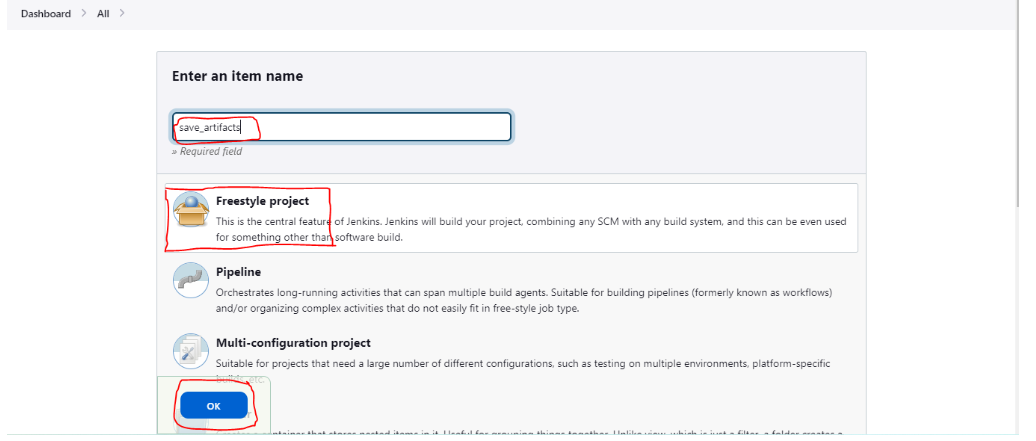 Dashboard > All >
Enter an item name
save_artifacts
» Required field
Freestyle project
This is the central feature of Jenkins. Jenkins will build your project, combining any SCM with any build system, and this can be even used
for something other than software build.
Pipeline
Orchestrates long-running activities that can span multiple build agents. Suitable for building pipelines (formerly known as workflows)
and/or organizing complex activities that do not easily fit in free-style job type.
Multi-configuration project
Suitable for projects that need a large number of different configurations, such as testing on multiple environments, platform-specific
etc.
OK
container that stores nested items in it. Useful for grouping things together. Unlike view, which is just a filter, a folder creates a